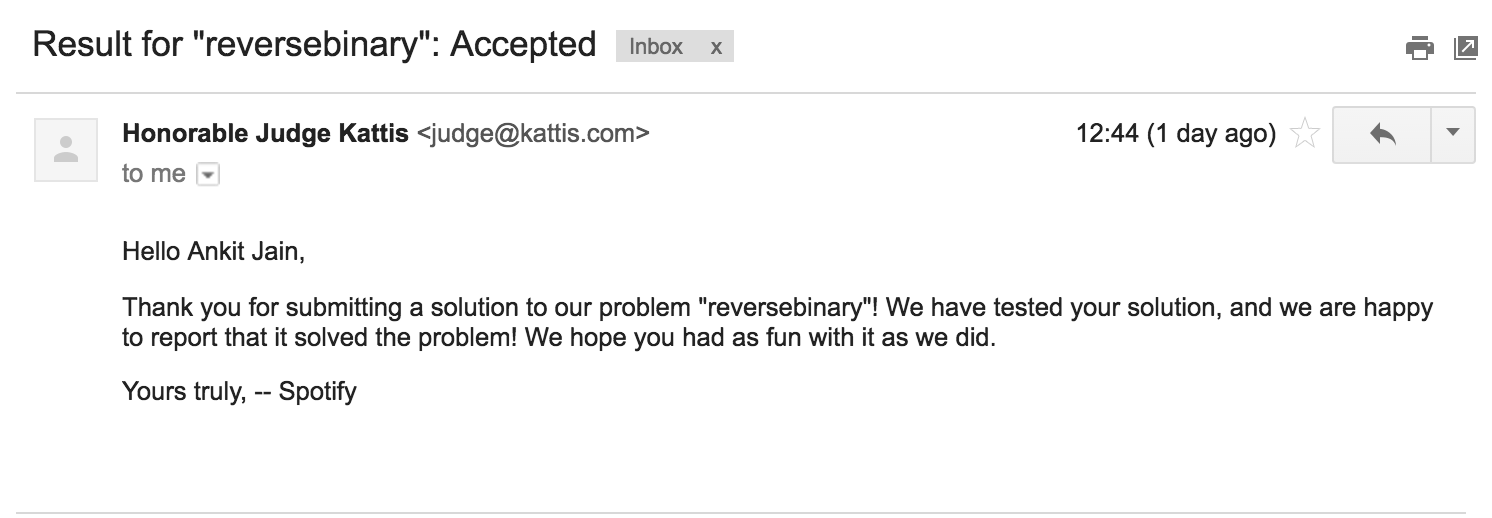 Result for "reversebinary": Accepted Inbox x
Honorable Judge Kattis <judge@kattis.com> 12:44 (1 day ago)
to me
Hello Ankit Jain,
Thank you for submitting a solution to our problem "reversebinary"! We have tested your solution, and we are happy
to report that it solved the problem! We hope you had as fun with it as we did.
Yours truly, -- Spotify